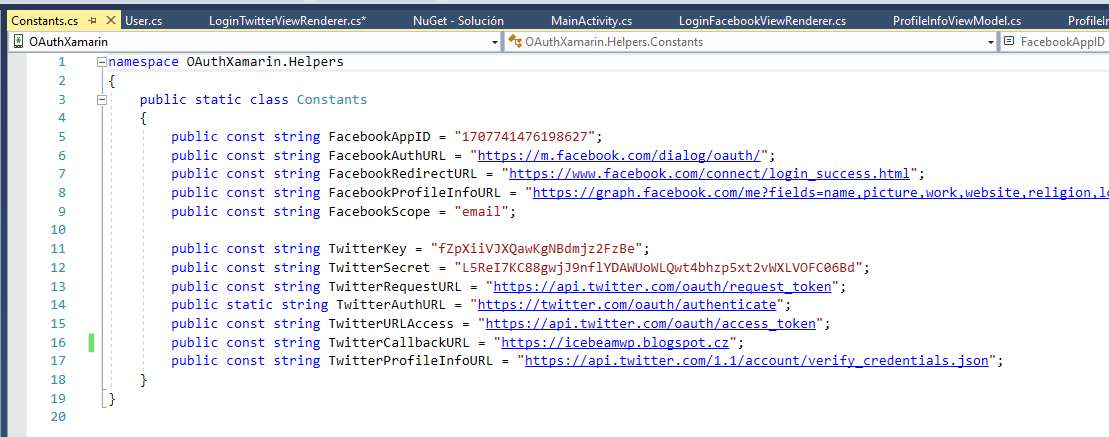 Constants.cs User.cs LoginTwitterViewRenderer.cs* NuGet - Solución MainActivity.cs LoginFacebookViewRenderer.cs ProfileInfoViewModel.cs ProfileIn
OAuthXamarin OAuthXamarin.Helpers.Constants FacebookAppID
1 namespace OAuthXamarin.Helpers
2 {
3 public static class Constants
4 {
5 public const string FacebookAppID = "1707741476198627";
6 public const string FacebookAuthURL = "https://m.facebook.com/dialog/oauth/";
7 public const string FacebookRedirectURL = "https://www.facebook.com/connect/login_success.html";
8 public const string FacebookProfileInfoURL = "https://graph.facebook.com/me?fields=name,picture,work,website,religion,lo
9 public const string FacebookScope = "email";
10
11 public const string TwitterKey = "fZpXiiVJXQawKgNBdmjz2FzBe";
12 public const string TwitterSecret = "L5ReI7KC88gwjJ9nflYDAWUoWLQwt4bhzp5xt2vWXLVOFC06Bd";
13 public const string TwitterRequestURL = "https://api.twitter.com/oauth/request_token";
14 public static string TwitterAuthURL = "https://twitter.com/oauth/authenticate";
15 public const string TwitterURLAccess = "https://api.twitter.com/oauth/access_token";
16 public const string TwitterCallbackURL = "https://icebeamwp.blogspot.cz";
17 public const string TwitterProfileInfoURL = "https://api.twitter.com/1.1/account/verify_credentials.json";
18 }
19 }
20